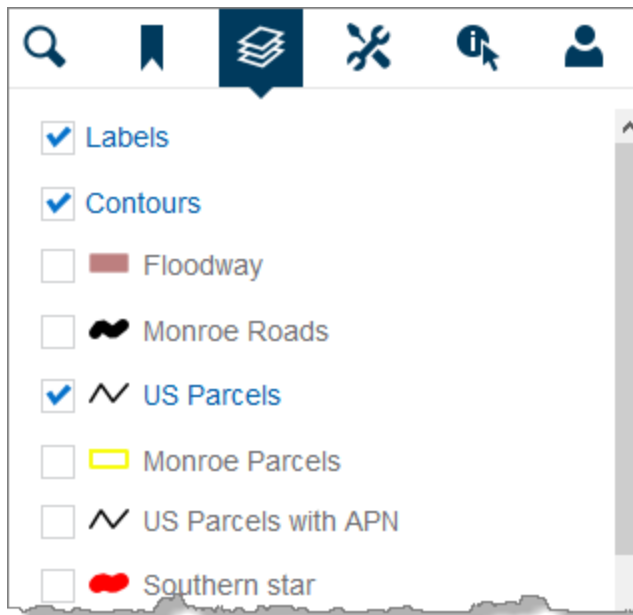 Labels
Contours
Floodway
Monroe Roads
US Parcels
Monroe Parcels
US Parcels with APN
Southern star